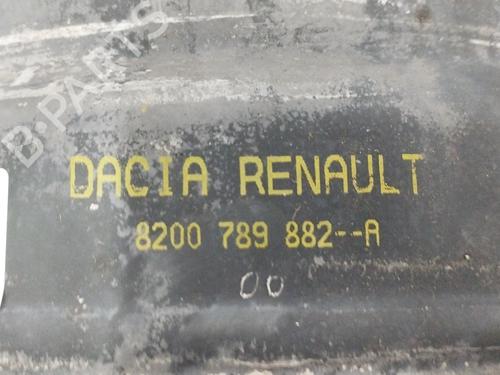 B-PARTS
DACIA RENAULT
8200 789 882--A
00